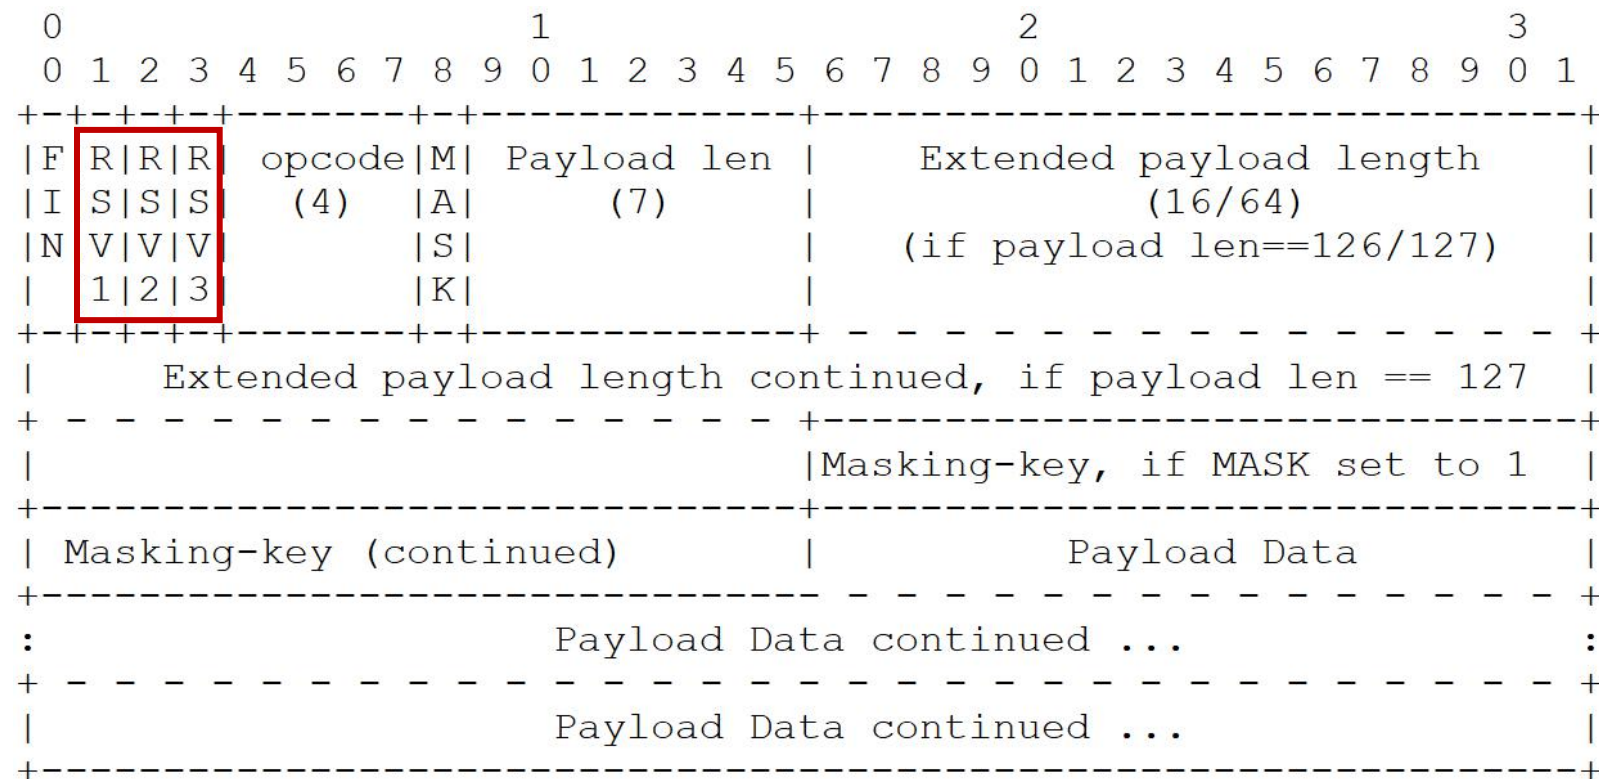 0                   1                   2                   3
 0 1 2 3 4 5 6 7 8 9 0 1 2 3 4 5 6 7 8 9 0 1 2 3 4 5 6 7 8 9 0 1
+-+-+-+-+-------+-+-------------+-------------------------------+
|F|R|R|R| opcode|M| Payload len |    Extended payload length    |
|I|S|S|S|  (4)  |A|     (7)     |             (16/64)           |
|N|V|V|V|       |S|             |   (if payload len==126/127)   |
| |1|2|3|       |K|             |                               |
+-+-+-+-+-------+-+-------------+ - - - - - - - - - - - - - - - +
|     Extended payload length continued, if payload len == 127  |
+ - - - - - - - - - - - - - - - +-------------------------------+
|                               |Masking-key, if MASK set to 1  |
+-------------------------------+-------------------------------+
| Masking-key (continued)       |          Payload Data         |
+-------------------------------- - - - - - - - - - - - - - - - +
:                     Payload Data continued ...                :
+ - - - - - - - - - - - - - - - - - - - - - - - - - - - - - - - +
|                     Payload Data continued ...                |
+---------------------------------------------------------------+